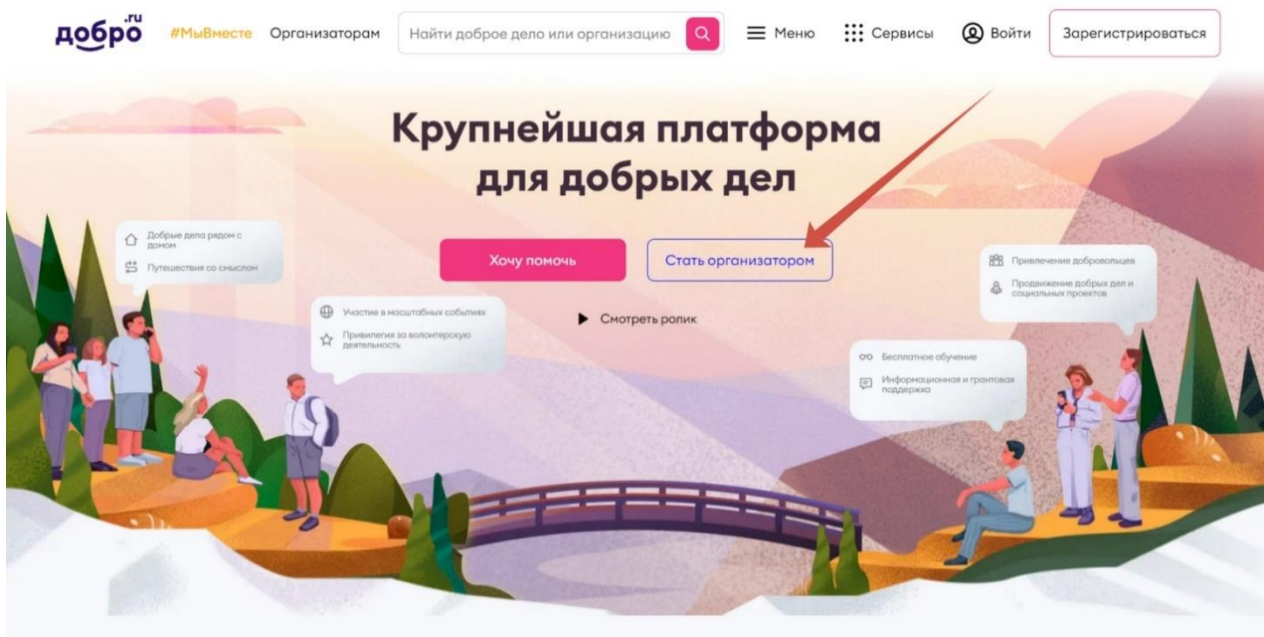 добро.ru
#МыВместе
Организаторам
Найти доброе дело или организацию
Меню
Сервисы
Войти
Зарегистрироваться
Крупнейшая платформа
для добрых дел
Хочу помочь
Стать организатором
Смотреть ролик
Добрые дела рядом с
домом
Путешествия со смыслом
Участие в масштабных событиях
Привилегия за волонтерскую
деятельность
Привлечение добровольцев
Продвижение добрых дел и
социальных проектов
Бесплатное обучение
Информационная и грантовая
поддержка